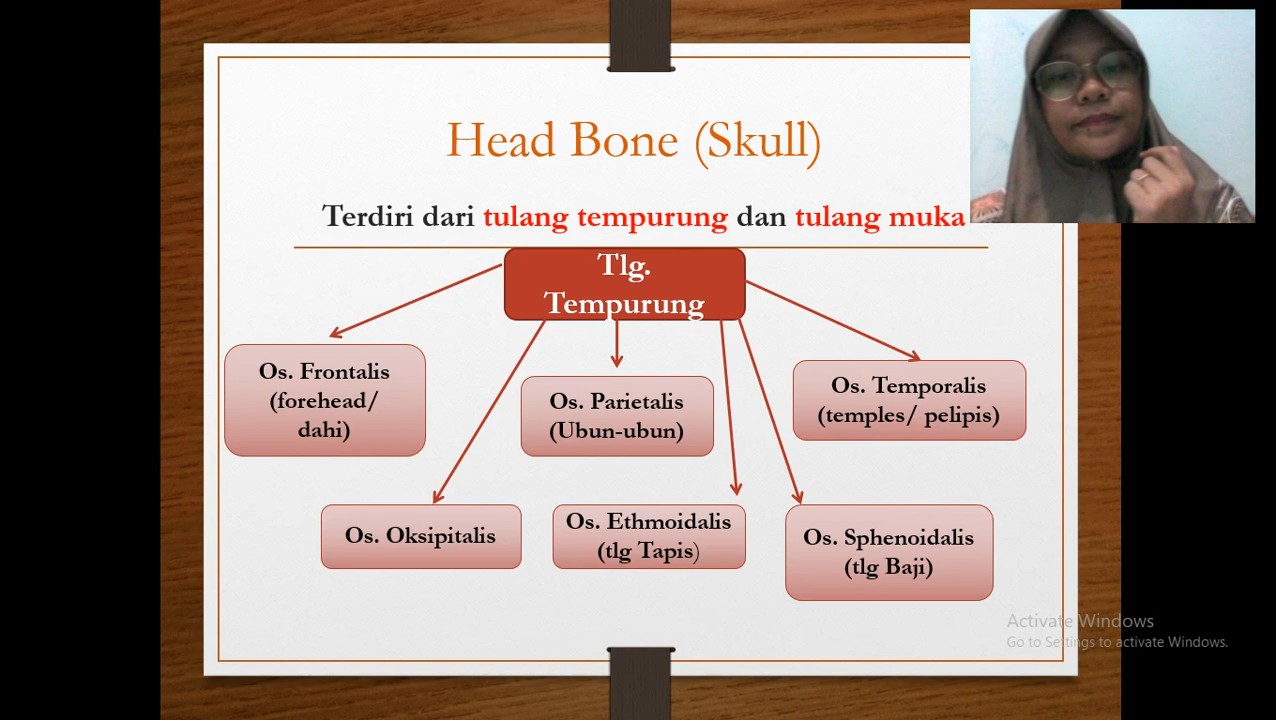 Head Bone (Skull)
Terdiri dari tulang tempurung dan tulang muka
Tlg.
Tempurung
Os. Frontalis
(forehead/
dahi)
Os. Parietalis
(Ubun-ubun)
Os. Temporalis
(temples/ pelipis)
Os. Oksipitalis
Os. Ethmoidalis
(tlg Tapis)
Os. Sphenoidalis
(tlg Baji)
Activate Windows
Go to Settings to activate Windows.